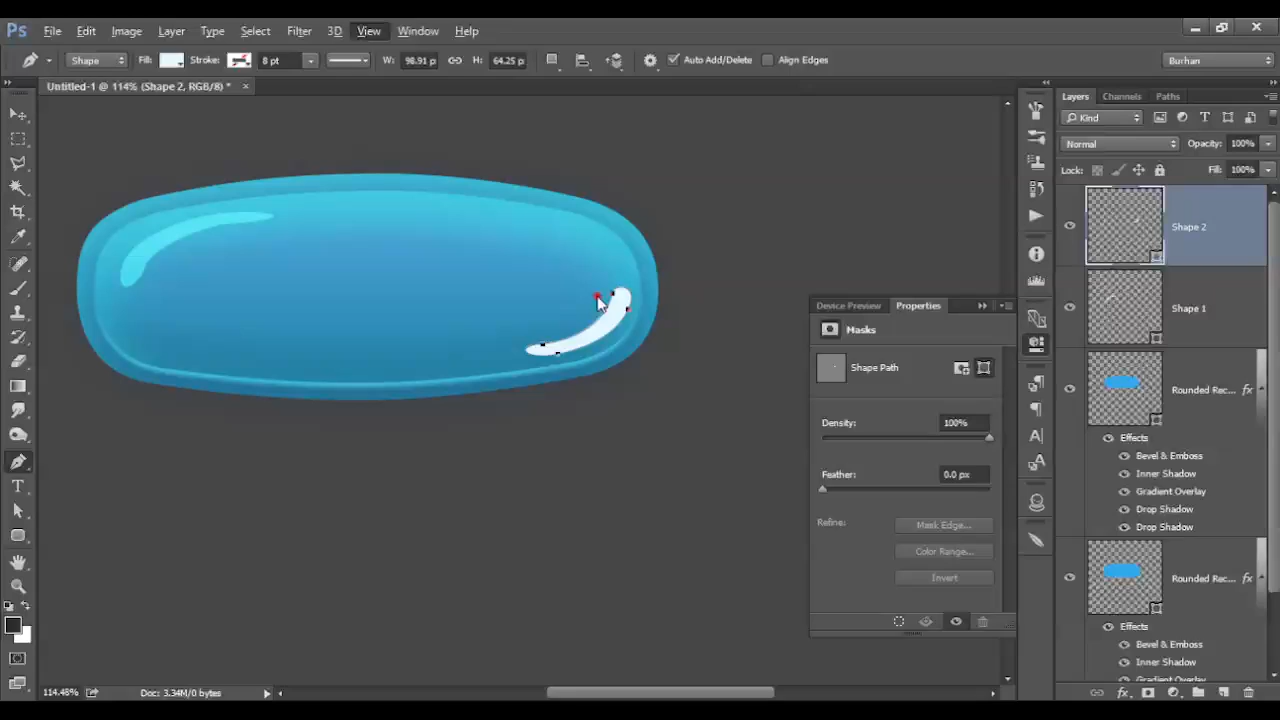 Ps File Edit Image Layer Type Select Filter 3D View Window Help
Shape Fill: Stroke: 8 pt W: 98.91 p H: 64.25 p Auto Add/Delete Align Edges Burhan
Untitled-1 @ 114% (Shape 2, RGB/8) * ×
Layers Channels Paths
Kind
Normal Opacity: 100%
Lock: Fill: 100%
Shape 2
Shape 1
Rounded Rec... fx
Effects
Bevel & Emboss
Inner Shadow
Gradient Overlay
Drop Shadow
Drop Shadow
Rounded Rec... fx
Effects
Bevel & Emboss
Inner Shadow
Gradient Overlay
Device Preview Properties
Masks
Shape Path
Density: 100%
Feather: 0.0 px
Refine: Mask Edge...
Color Range...
Invert
114.48% Doc: 3.34M/0 bytes